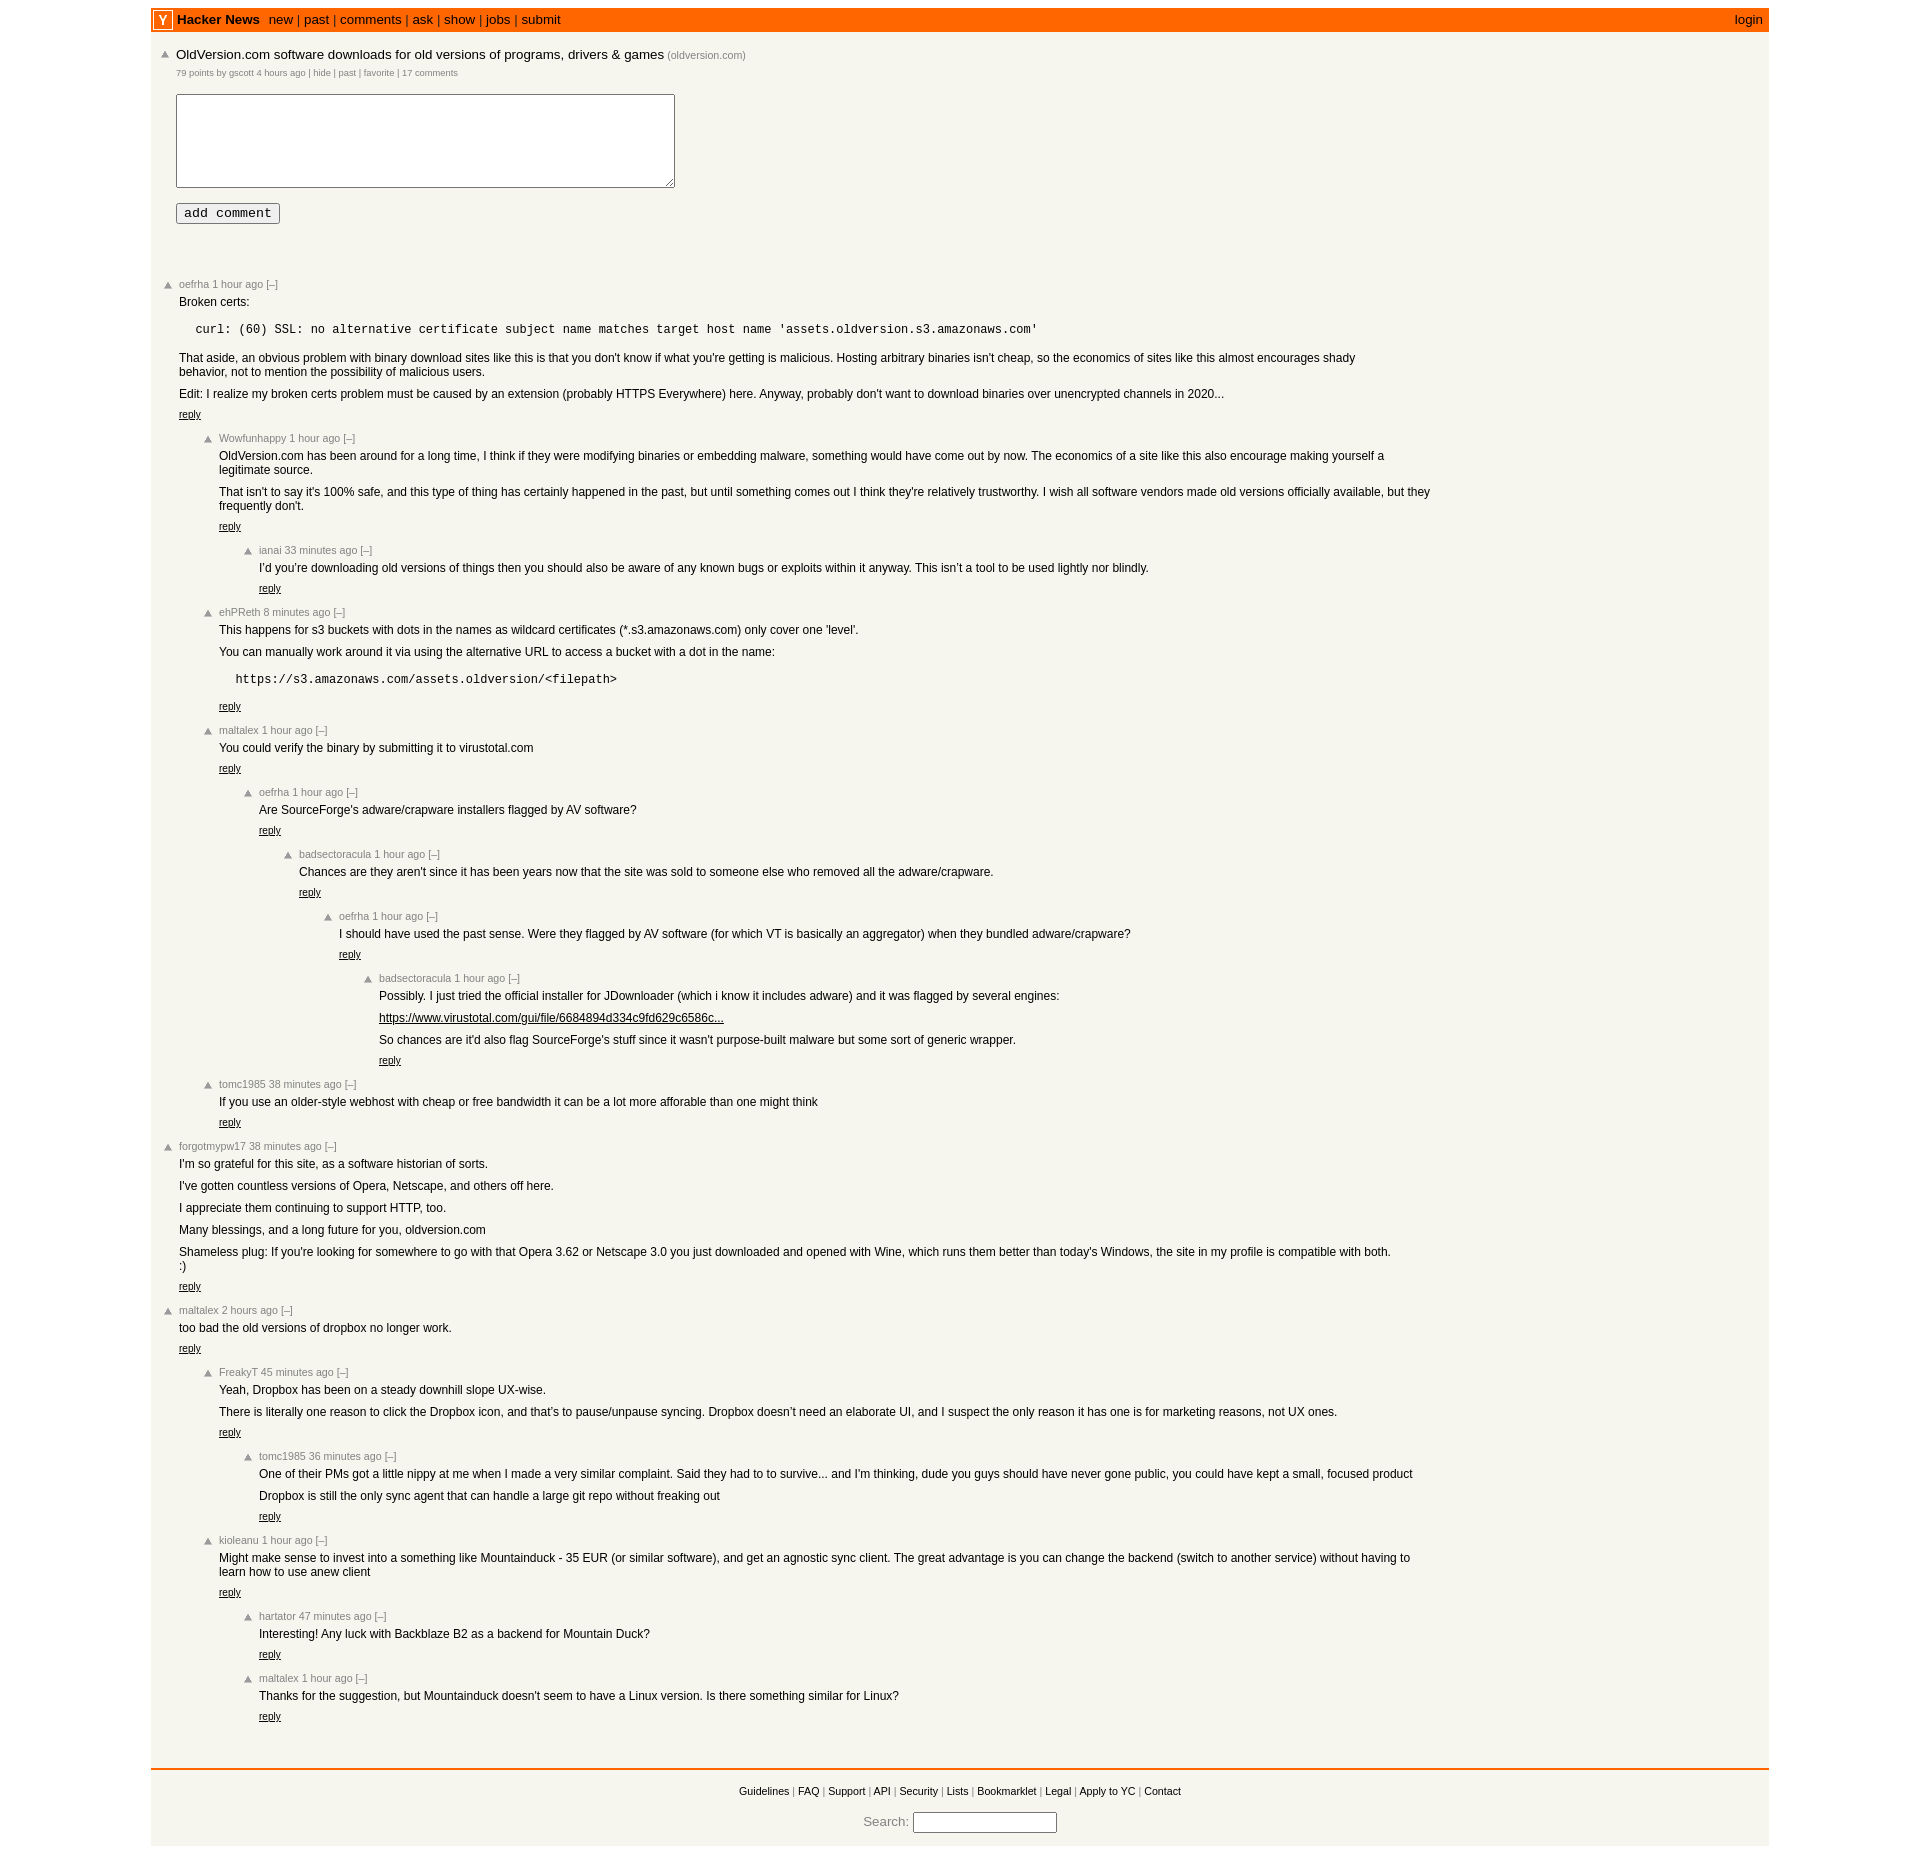 Y Hacker News new | past | comments | ask | show | jobs | submit login
OldVersion.com software downloads for old versions of programs, drivers & games (oldversion.com)
79 points by gscott 4 hours ago | hide | past | favorite | 17 comments
add comment
oefrha 1 hour ago [–]
Broken certs:
curl: (60) SSL: no alternative certificate subject name matches target host name 'assets.oldversion.s3.amazonaws.com'
That aside, an obvious problem with binary download sites like this is that you don't know if what you're getting is malicious. Hosting arbitrary binaries isn't cheap, so the economics of sites like this almost encourages shady
behavior, not to mention the possibility of malicious users.
Edit: I realize my broken certs problem must be caused by an extension (probably HTTPS Everywhere) here. Anyway, probably don't want to download binaries over unencrypted channels in 2020...
reply
Wowfunhappy 1 hour ago [–]
OldVersion.com has been around for a long time, I think if they were modifying binaries or embedding malware, something would have come out by now. The economics of a site like this also encourage making yourself a
legitimate source.
That isn't to say it's 100% safe, and this type of thing has certainly happened in the past, but until something comes out I think they're relatively trustworthy. I wish all software vendors made old versions officially available, but they
frequently don't.
reply
ianai 33 minutes ago [–]
I’d you’re downloading old versions of things then you should also be aware of any known bugs or exploits within it anyway. This isn’t a tool to be used lightly nor blindly.
reply
ehPReth 8 minutes ago [–]
This happens for s3 buckets with dots in the names as wildcard certificates (*.s3.amazonaws.com) only cover one 'level'.
You can manually work around it via using the alternative URL to access a bucket with a dot in the name:
https://s3.amazonaws.com/assets.oldversion/<filepath>
reply
maltalex 1 hour ago [–]
You could verify the binary by submitting it to virustotal.com
reply
oefrha 1 hour ago [–]
Are SourceForge's adware/crapware installers flagged by AV software?
reply
badsectoracula 1 hour ago [–]
Chances are they aren't since it has been years now that the site was sold to someone else who removed all the adware/crapware.
reply
oefrha 1 hour ago [–]
I should have used the past sense. Were they flagged by AV software (for which VT is basically an aggregator) when they bundled adware/crapware?
reply
badsectoracula 1 hour ago [–]
Possibly. I just tried the official installer for JDownloader (which i know it includes adware) and it was flagged by several engines:
https://www.virustotal.com/gui/file/6684894d334c9fd629c6586c...
So chances are it'd also flag SourceForge's stuff since it wasn't purpose-built malware but some sort of generic wrapper.
reply
tomc1985 38 minutes ago [–]
If you use an older-style webhost with cheap or free bandwidth it can be a lot more afforable than one might think
reply
forgotmypw17 38 minutes ago [–]
I'm so grateful for this site, as a software historian of sorts.
I've gotten countless versions of Opera, Netscape, and others off here.
I appreciate them continuing to support HTTP, too.
Many blessings, and a long future for you, oldversion.com
Shameless plug: If you're looking for somewhere to go with that Opera 3.62 or Netscape 3.0 you just downloaded and opened with Wine, which runs them better than today's Windows, the site in my profile is compatible with both.
:)
reply
maltalex 2 hours ago [–]
too bad the old versions of dropbox no longer work.
reply
FreakyT 45 minutes ago [–]
Yeah, Dropbox has been on a steady downhill slope UX-wise.
There is literally one reason to click the Dropbox icon, and that’s to pause/unpause syncing. Dropbox doesn’t need an elaborate UI, and I suspect the only reason it has one is for marketing reasons, not UX ones.
reply
tomc1985 36 minutes ago [–]
One of their PMs got a little nippy at me when I made a very similar complaint. Said they had to to survive... and I'm thinking, dude you guys should have never gone public, you could have kept a small, focused product
Dropbox is still the only sync agent that can handle a large git repo without freaking out
reply
kioleanu 1 hour ago [–]
Might make sense to invest into a something like Mountainduck - 35 EUR (or similar software), and get an agnostic sync client. The great advantage is you can change the backend (switch to another service) without having to
learn how to use anew client
reply
hartator 47 minutes ago [–]
Interesting! Any luck with Backblaze B2 as a backend for Mountain Duck?
reply
maltalex 1 hour ago [–]
Thanks for the suggestion, but Mountainduck doesn't seem to have a Linux version. Is there something similar for Linux?
reply
Guidelines | FAQ | Support | API | Security | Lists | Bookmarklet | Legal | Apply to YC | Contact
Search: